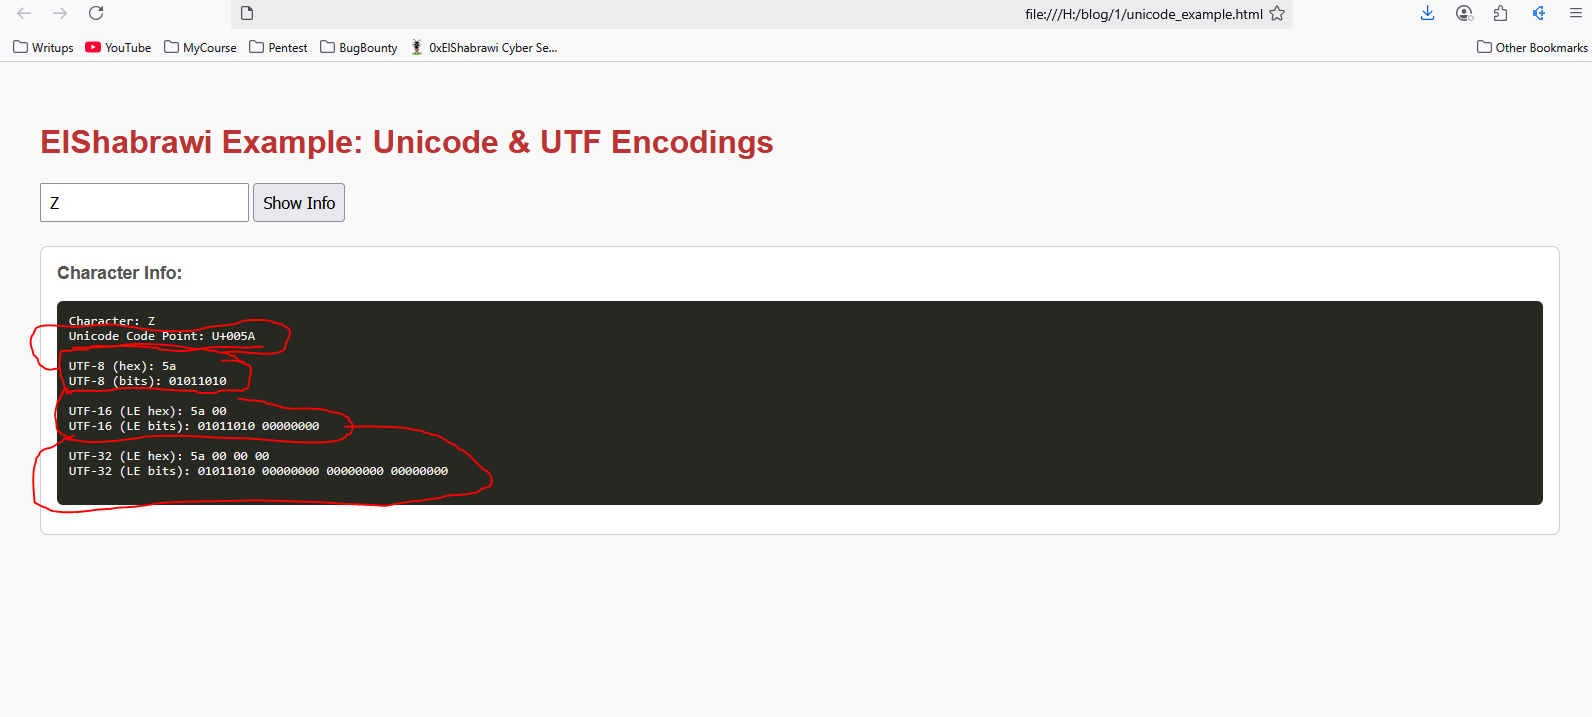 file:///H:/blog/1/unicode_example.html
Writups YouTube MyCourse Pentest BugBounty 0xElShabrawi Cyber Se... Other Bookmarks
ElShabrawi Example: Unicode & UTF Encodings
Z Show Info
Character Info:
Character: Z
Unicode Code Point: U+005A
UTF-8 (hex): 5a
UTF-8 (bits): 01011010
UTF-16 (LE hex): 5a 00
UTF-16 (LE bits): 01011010 00000000
UTF-32 (LE hex): 5a 00 00 00
UTF-32 (LE bits): 01011010 00000000 00000000 00000000